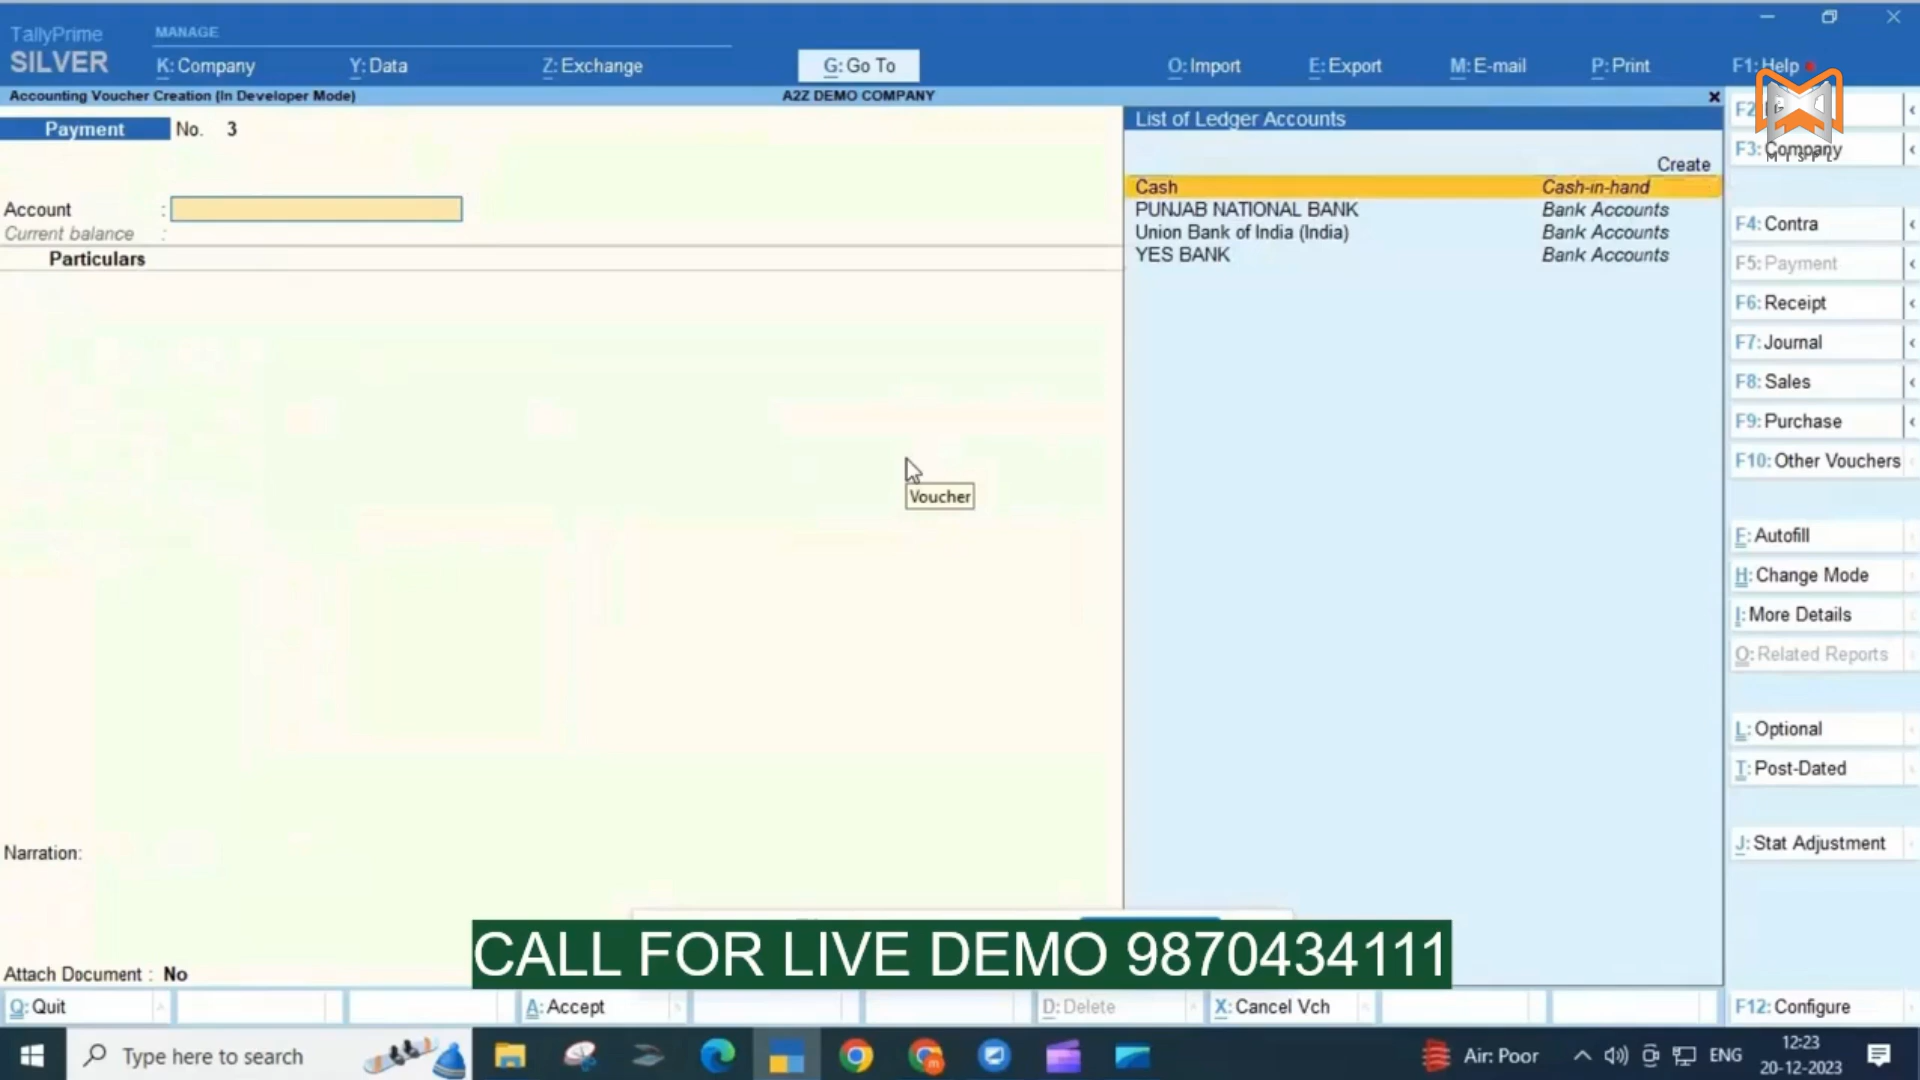 TallyPrime
SILVER
MANAGE
K: Company
Y: Data
Z: Exchange
G: Go To
O: Import
E: Export
M: E-mail
P: Print
F1: Help
Accounting Voucher Creation (In Developer Mode)
A2Z DEMO COMPANY
Payment No. 3
Account :
Current balance :
Particulars
List of Ledger Accounts
Create
Cash Cash-in-hand
PUNJAB NATIONAL BANK Bank Accounts
Union Bank of India (India) Bank Accounts
YES BANK Bank Accounts
Voucher
F2
F3: Company
F4: Contra
F5: Payment
F6: Receipt
F7: Journal
F8: Sales
F9: Purchase
F10: Other Vouchers
F: Autofill
H: Change Mode
I: More Details
O: Related Reports
L: Optional
T: Post-Dated
J: Stat Adjustment
Narration:
CALL FOR LIVE DEMO 9870434111
Attach Document : No
Q: Quit
A: Accept
D: Delete
X: Cancel Vch
F12: Configure
Type here to search
Air: Poor
ENG
12:23
20-12-2023